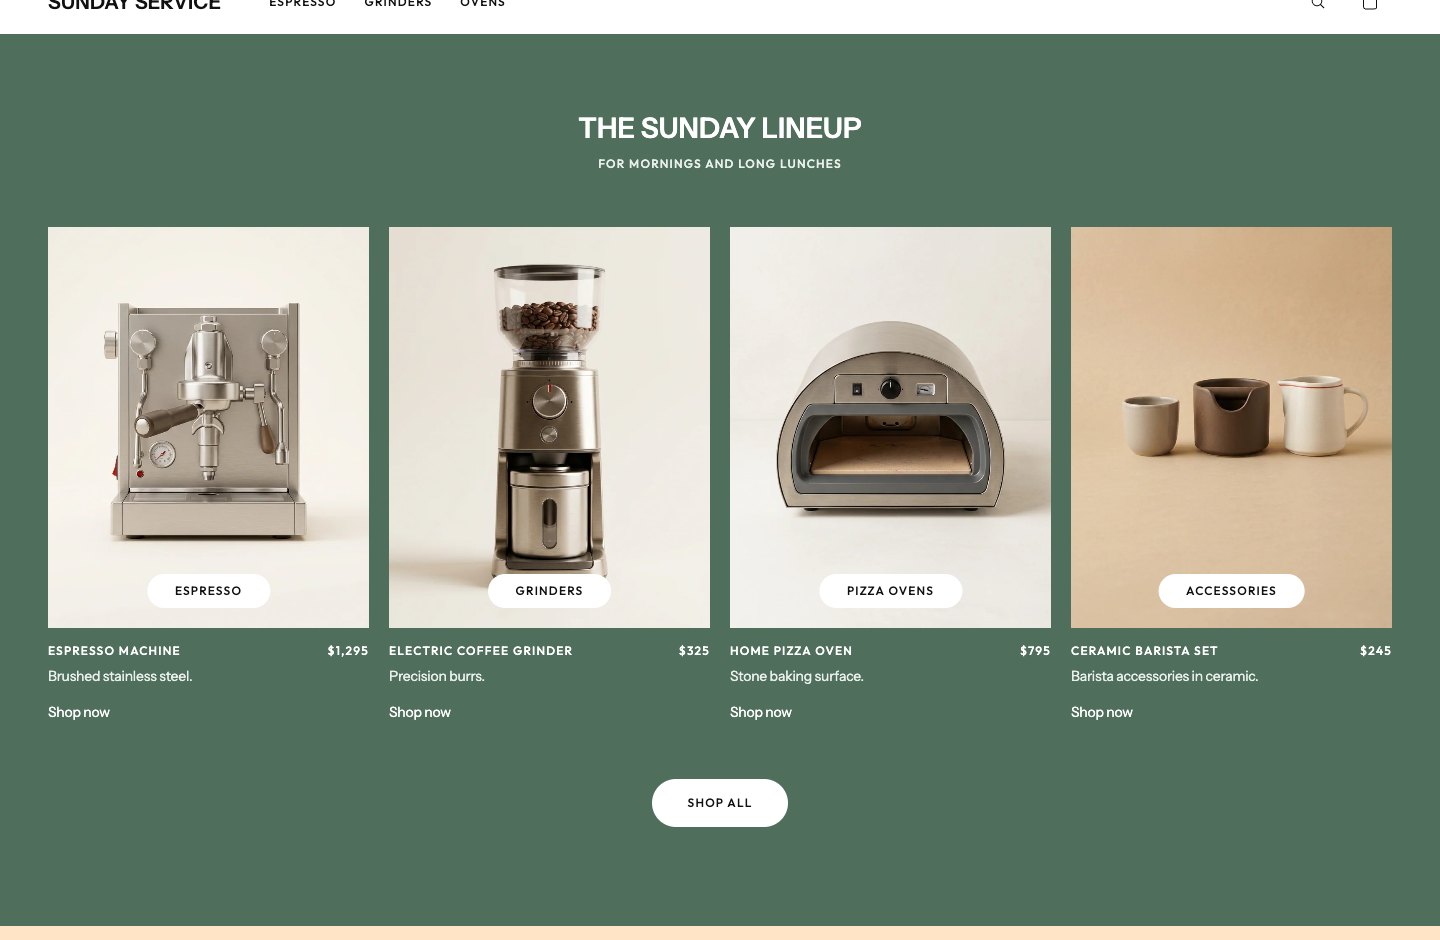 SUNDAY SERVICE ESPRESSO GRINDERS OVENS
THE SUNDAY LINEUP
FOR MORNINGS AND LONG LUNCHES
ESPRESSO
GRINDERS
PIZZA OVENS
ACCESSORIES
ESPRESSO MACHINE $1,295
Brushed stainless steel.
Shop now
ELECTRIC COFFEE GRINDER $325
Precision burrs.
Shop now
HOME PIZZA OVEN $795
Stone baking surface.
Shop now
CERAMIC BARISTA SET $245
Barista accessories in ceramic.
Shop now
SHOP ALL